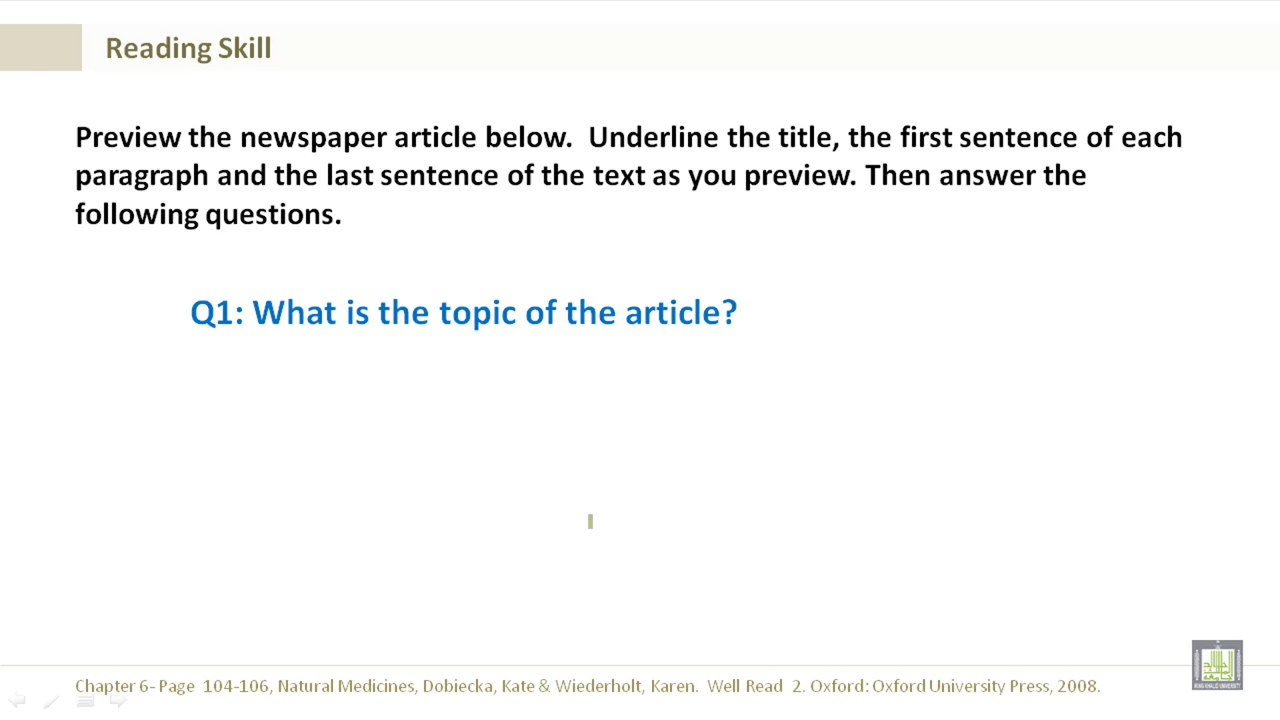 Reading Skill
Preview the newspaper article below. Underline the title, the first sentence of each
paragraph and the last sentence of the text as you preview. Then answer the
following questions.
Q1: What is the topic of the article?
Chapter 6- Page 104-106, Natural Medicines, Dobiecka, Kate & Wiederholt, Karen. Well Read 2. Oxford: Oxford University Press, 2008.
KING KHALID UNIVERSITY